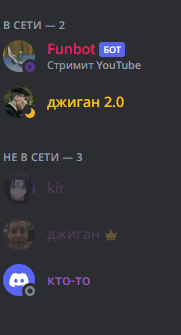 В СЕТИ — 2
Funbot БОТ
Стримит YouTube
джиган 2.0
НЕ В СЕТИ — 3
kir
джиган
кто-то